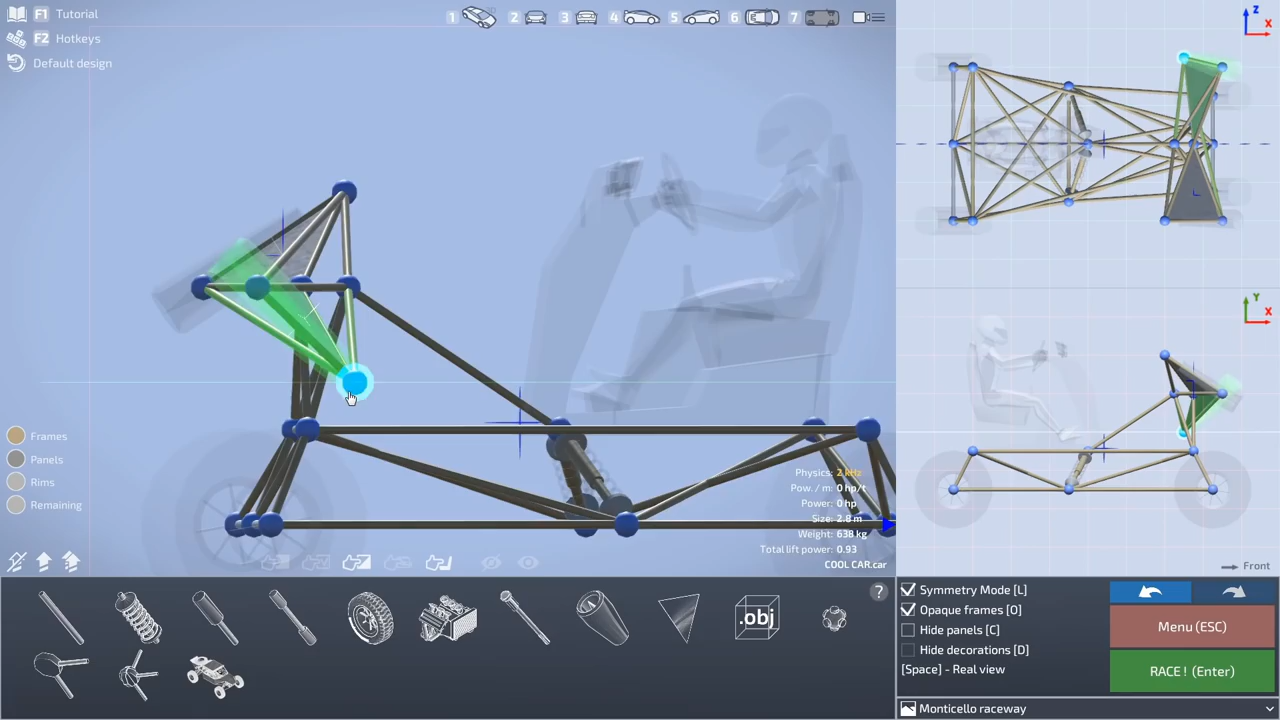 F1 Tutorial
F2 Hotkeys
Default design
1 2 3 4 5 6 7
Z
X
Y
X
Frames
Panels
Rims
Remaining
Physics: 2 kHz
Pow. / m: 0 hp/t
Power: 0 hp
Size: 2.8 m
Weight: 638 kg
Total lift power: 0.93
COOL CAR.car
Front
?
.obj
Symmetry Mode [L]
Opaque frames [O]
Hide panels [C]
Hide decorations [D]
[Space] - Real view
Menu (ESC)
RACE ! (Enter)
Monticello raceway